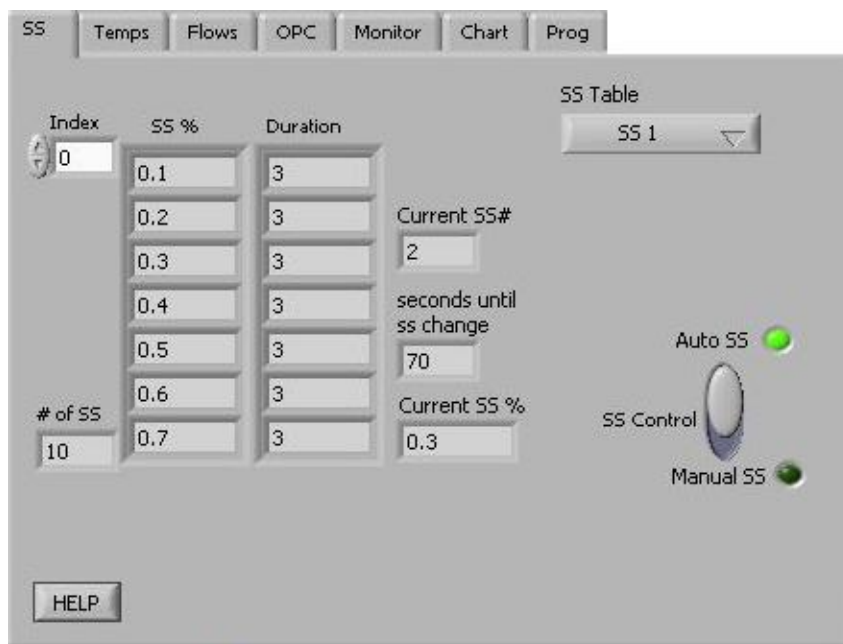 SS Temps Flows OPC Monitor Chart Prog
SS Table
SS 1
Index SS % Duration
0
0.1 3
0.2 3
0.3 3
0.4 3
0.5 3
0.6 3
0.7 3
# of SS
10
Current SS#
2
seconds until
ss change
70
Current SS %
0.3
Auto SS
SS Control
Manual SS
HELP